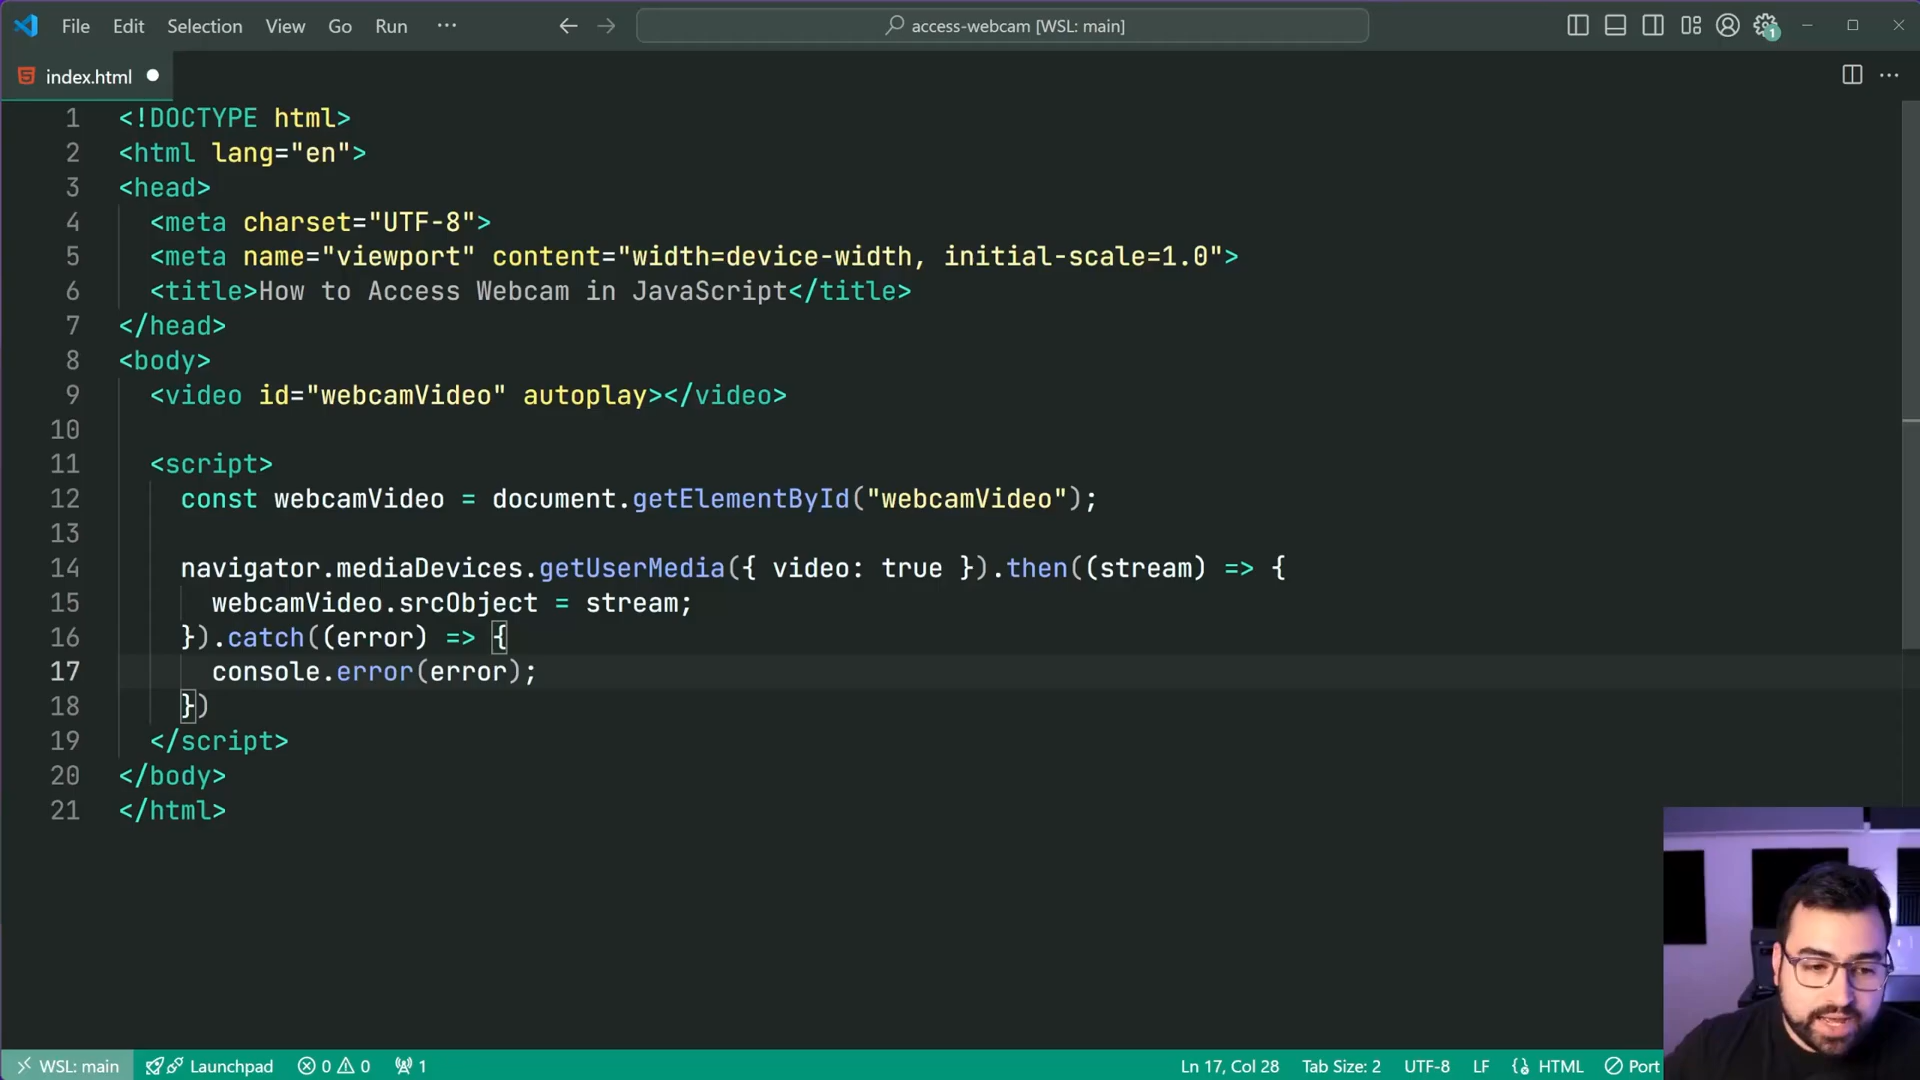 File Edit Selection View Go Run ··· access-webcam [WSL: main] 1
index.html
1 <!DOCTYPE html>
2 <html lang="en">
3 <head>
4 <meta charset="UTF-8">
5 <meta name="viewport" content="width=device-width, initial-scale=1.0">
6 <title>How to Access Webcam in JavaScript</title>
7 </head>
8 <body>
9 <video id="webcamVideo" autoplay></video>
10
11 <script>
12 const webcamVideo = document.getElementById("webcamVideo");
13
14 navigator.mediaDevices.getUserMedia({ video: true }).then((stream) => {
15 webcamVideo.srcObject = stream;
16 }).catch((error) => {
17 console.error(error);
18 })
19 </script>
20 </body>
21 </html>
WSL: main Launchpad 0 0 1 Ln 17, Col 28 Tab Size: 2 UTF-8 LF HTML Port